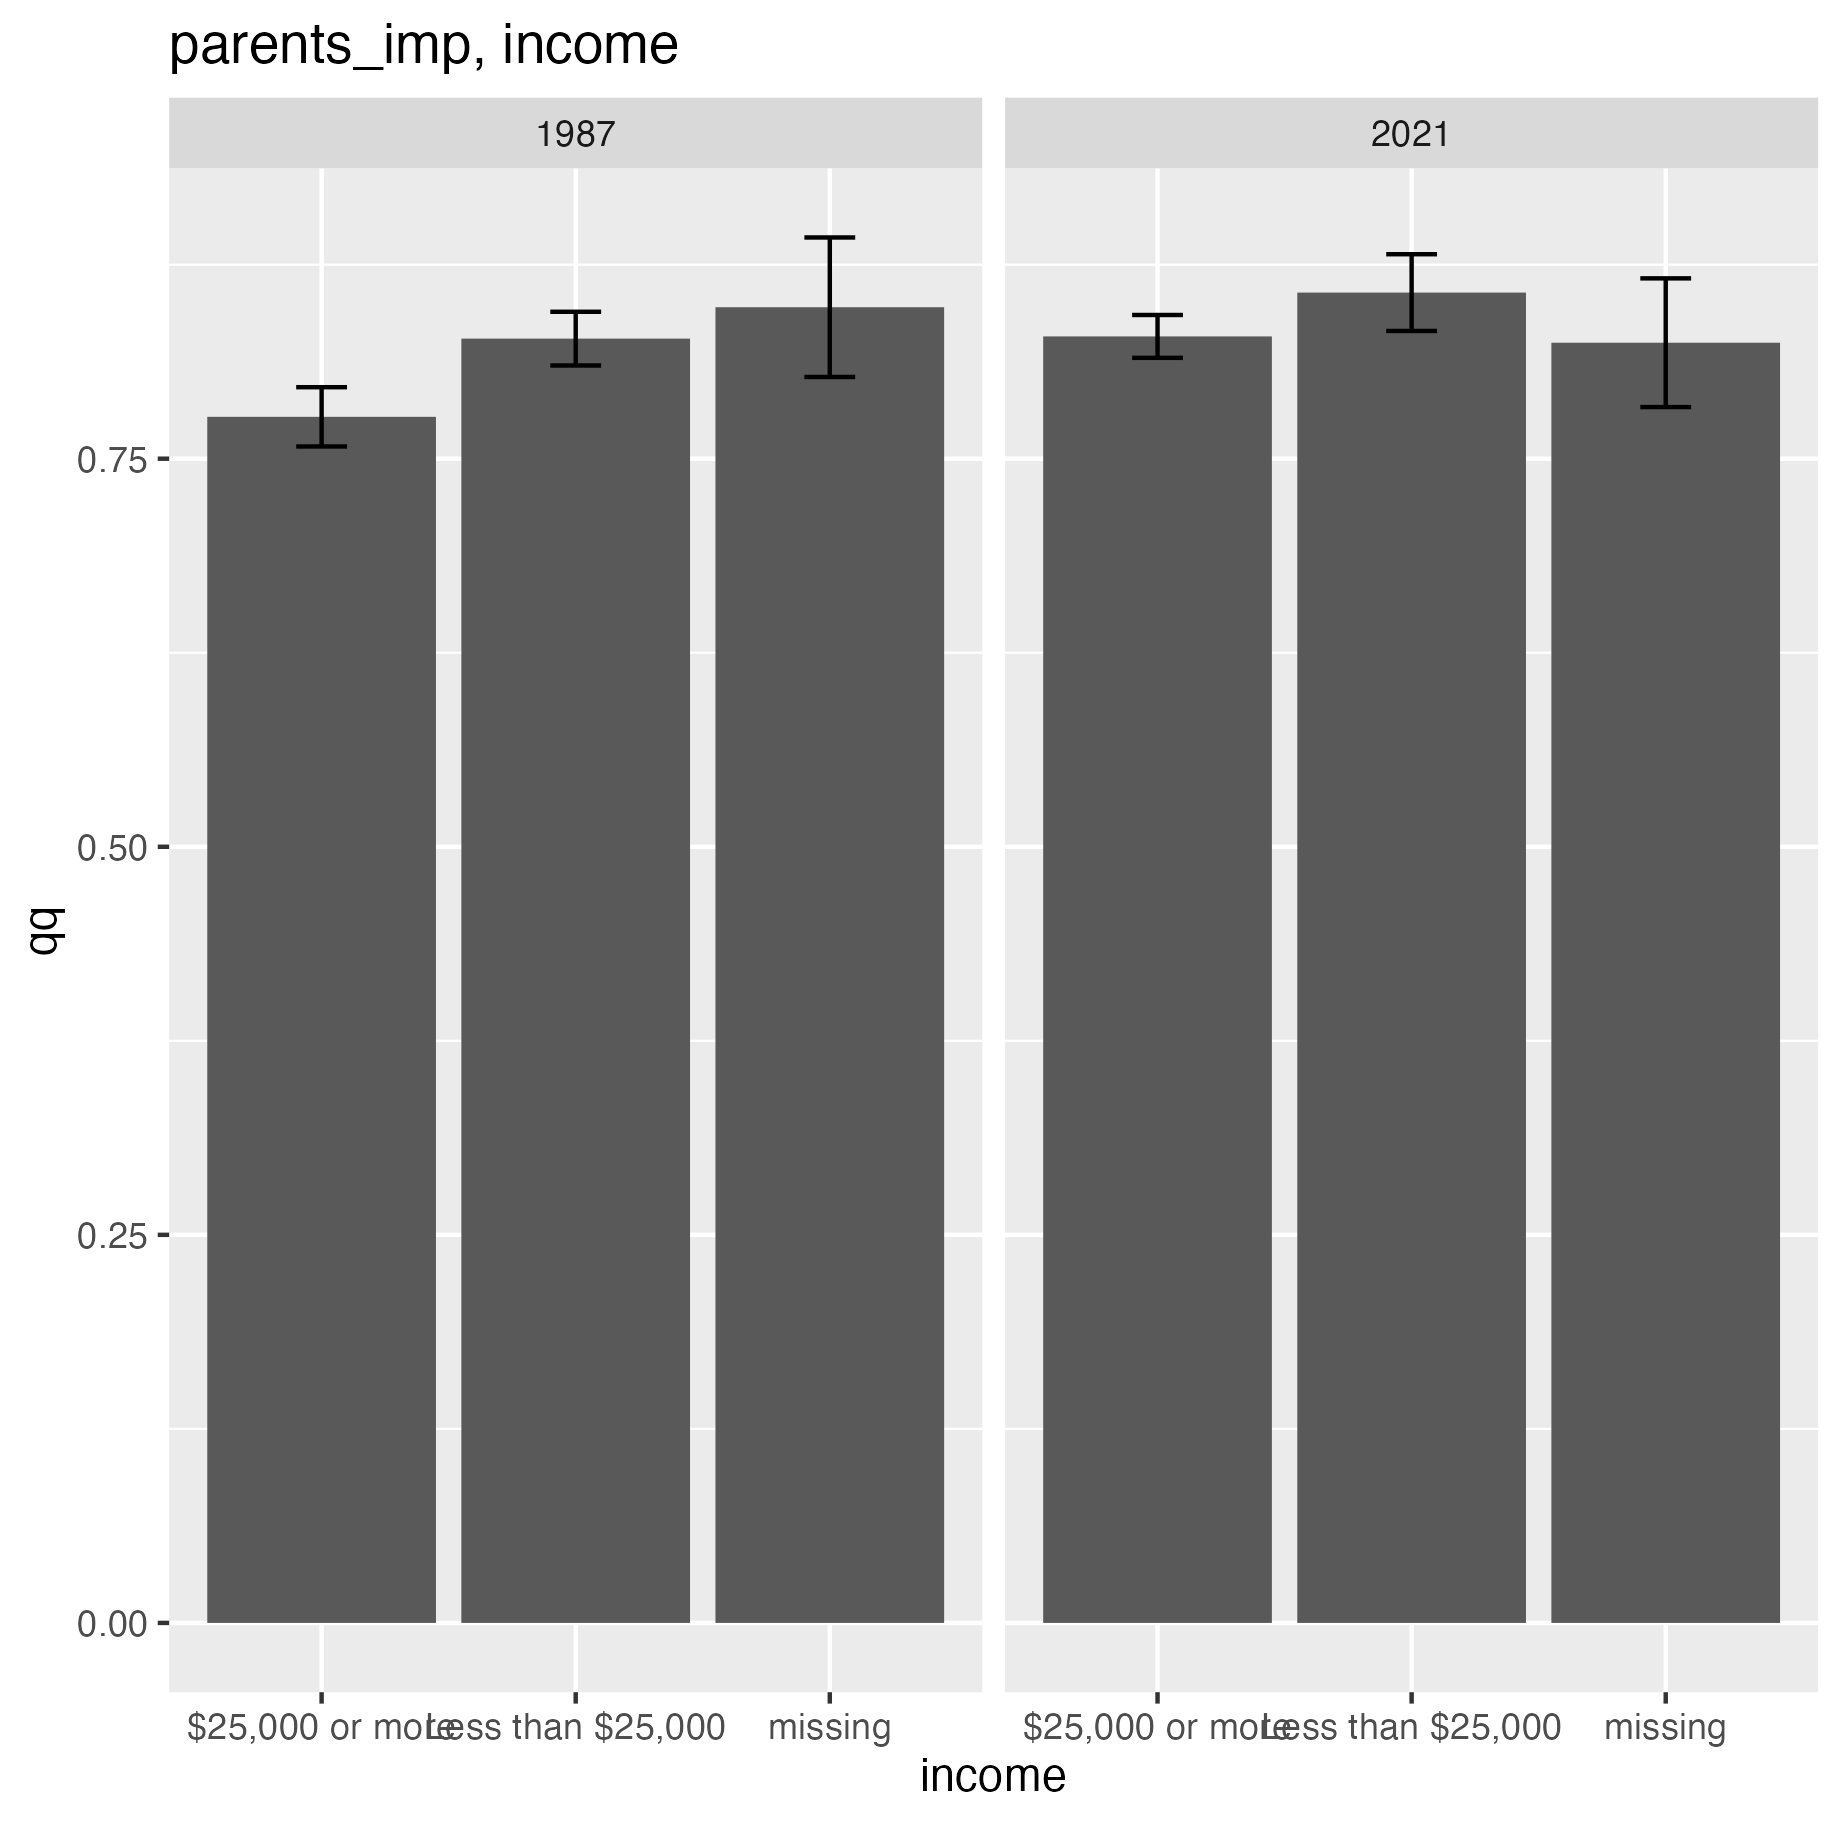 parents_imp, income
1987 2021
0.75
0.50
0.25
0.00
qq
$25,000 or more Less than $25,000 missing $25,000 or more Less than $25,000 missing
income